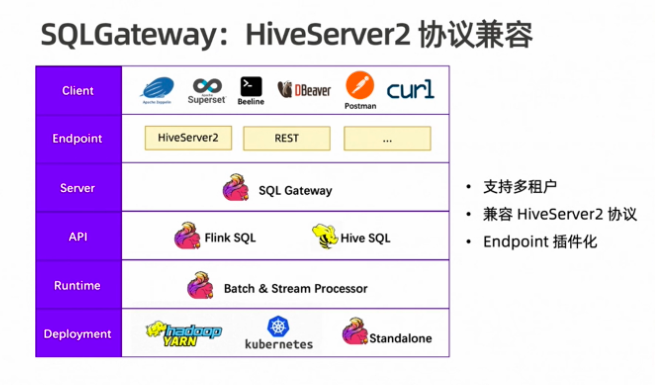 SQLGateway：HiveServer2 协议兼容
Client
Apache Zeppelin
Superset
Beeline
DBeaver
Postman
curl
Endpoint
HiveServer2
REST
...
Server
SQL Gateway
API
Flink SQL
Hive SQL
Runtime
Batch & Stream Processor
Deployment
hadoop
YARN
kubernetes
Standalone
• 支持多租户
• 兼容 HiveServer2 协议
• Endpoint 插件化